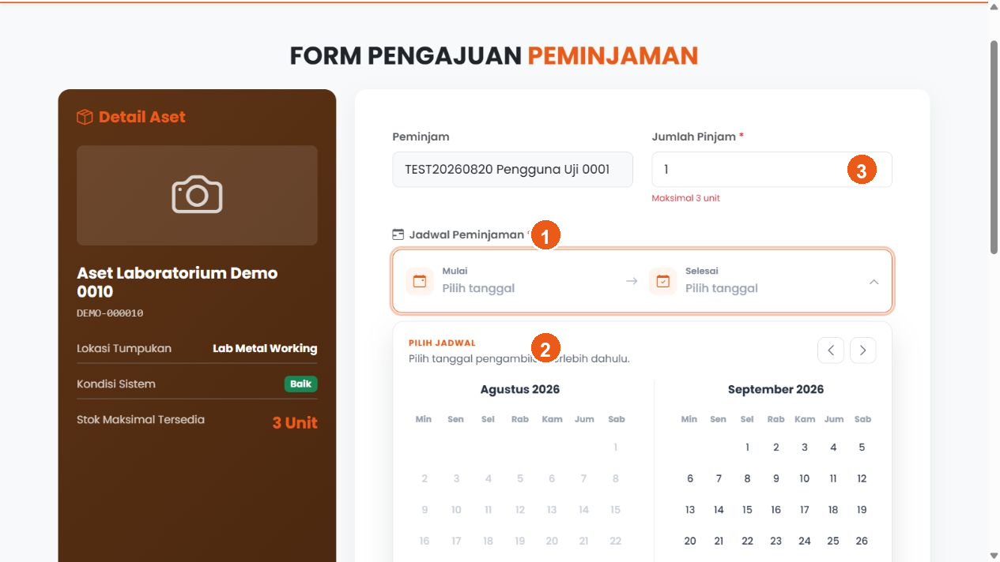 FORM PENGAJUAN PEMINJAMAN
Detail Aset
Aset Laboratorium Demo
0010
DEMO-000010
Lokasi Tumpukan Lab Metal Working
Kondisi Sistem Baik
Stok Maksimal Tersedia 3 Unit
Peminjam
TEST20260820 Pengguna Uji 0001
Jumlah Pinjam *
1
3
Maksimal 3 unit
Jadwal Peminjaman
1
Mulai
Pilih tanggal
→
Selesai
Pilih tanggal
PILIH JADWAL
2
Pilih tanggal dahulu.
Agustus 2026
Min Sen Sel Rab Kam Jum Sab
1
2 3 4 5 6 7 8
9 10 11 12 13 14 15
16 17 18 19 20 21 22
September 2026
Min Sen Sel Rab Kam Jum Sab
1 2 3 4 5
6 7 8 9 10 11 12
13 14 15 16 17 18 19
20 21 22 23 24 25 26